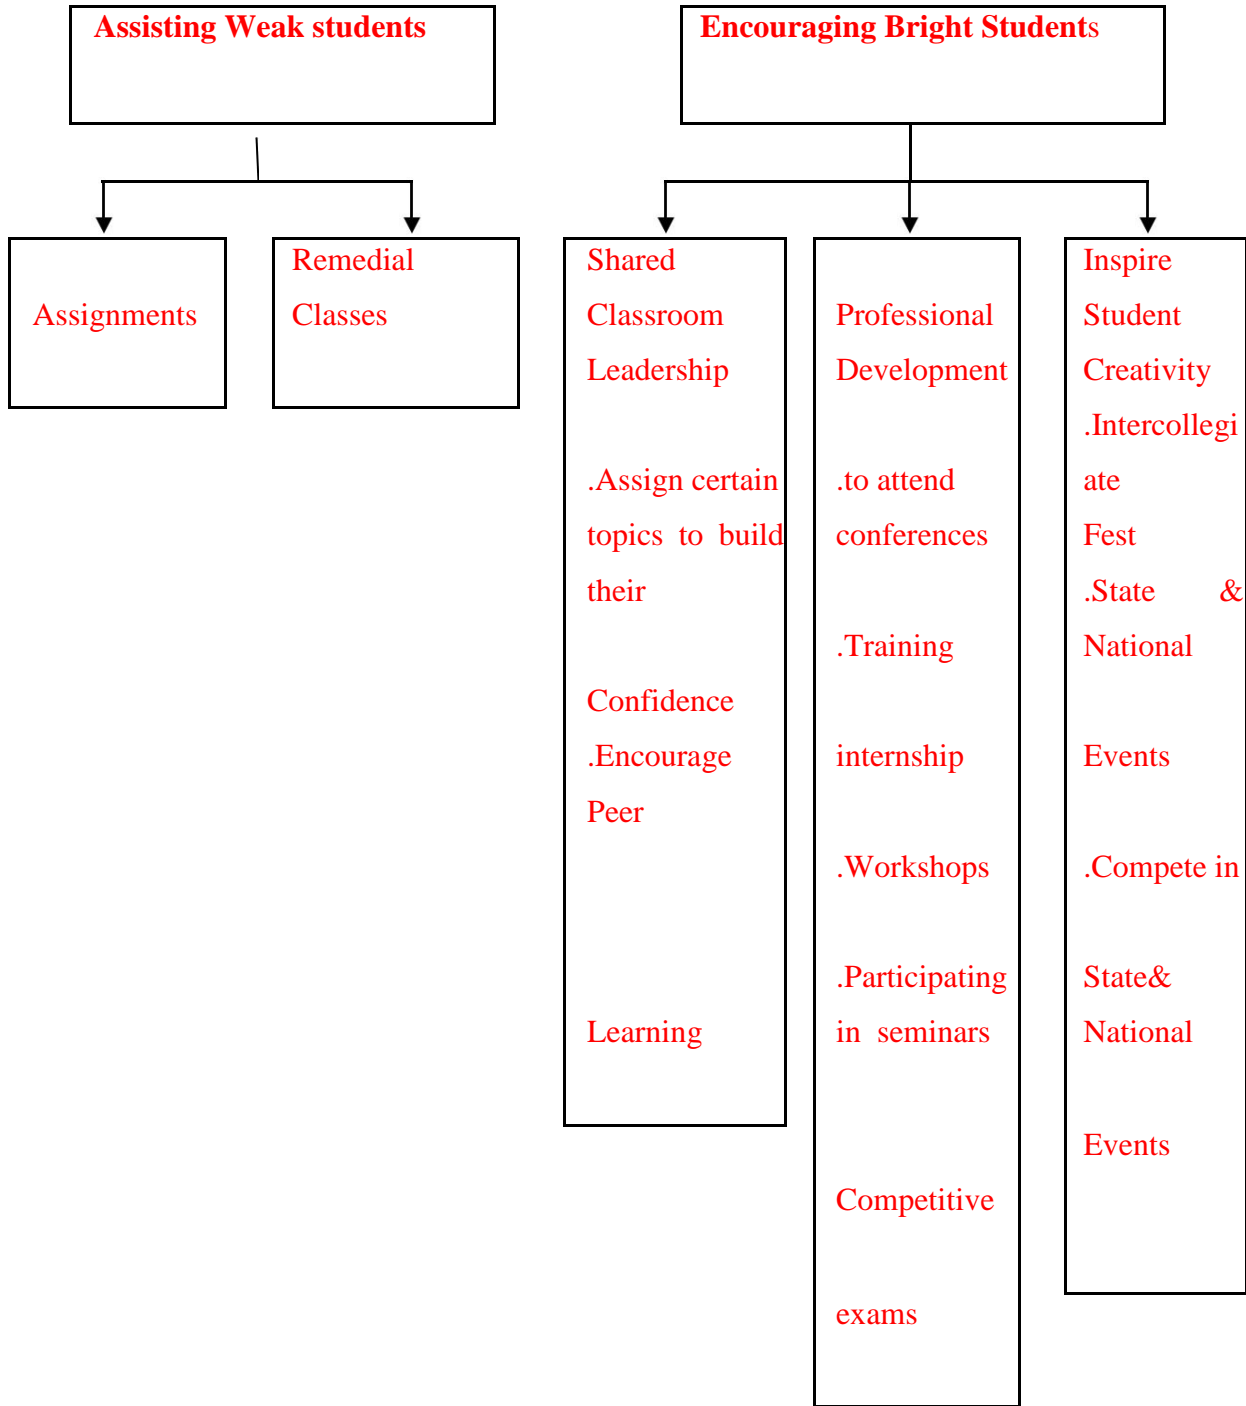 Assisting Weak students
Encouraging Bright Students
Assignments
Remedial
Classes
Shared
Classroom
Leadership
.Assign certain
topics to build
their
Confidence
.Encourage
Peer
Learning
Professional
Development
.to attend
conferences
.Training
internship
.Workshops
.Participating
in seminars
Competitive
exams
Inspire
Student
Creativity
.Intercollegi
ate
Fest
.State &
National
Events
.Compete in
State&
National
Events